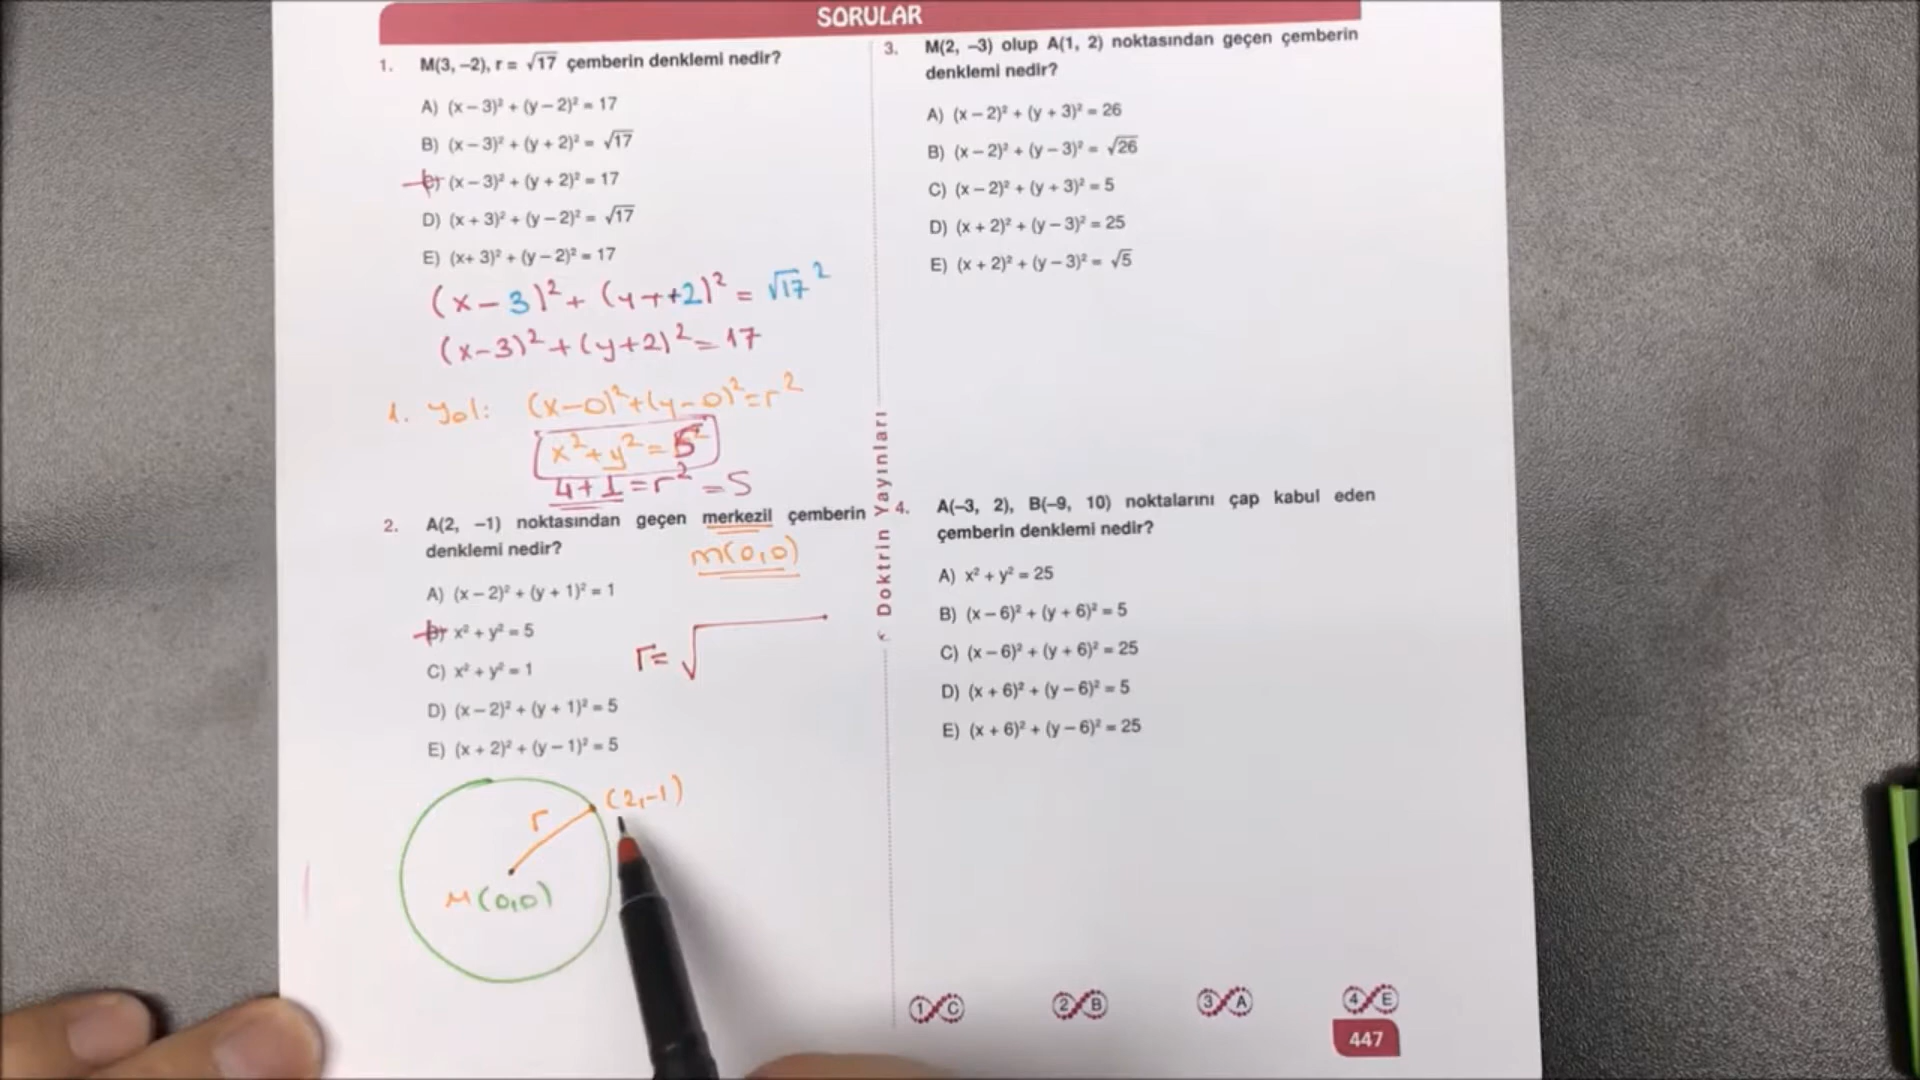 SORULAR
1. M(3, –2), r = √17 çemberin denklemi nedir?
A) (x – 3)² + (y – 2)² = 17
B) (x – 3)² + (y + 2)² = √17
C) (x – 3)² + (y + 2)² = 17
D) (x + 3)² + (y – 2)² = √17
E) (x+ 3)² + (y – 2)² = 17
(x – 3)² + (y + +2)² = √17²
(x–3)² + (y+2)² = 17
1. Yol: (x–0)²+(y–0)²=r²
x²+y² = 5
4+1 = r² = 5
2. A(2, –1) noktasından geçen merkezil çemberin
denklemi nedir?
M(0,0)
A) (x – 2)² + (y + 1)² = 1
B) x² + y² = 5
C) x² + y² = 1
r= √
D) (x – 2)² + (y + 1)² = 5
E) (x + 2)² + (y – 1)² = 5
(2,-1)
r
M(0,0)
Doktrin Yayınları
3. M(2, –3) olup A(1, 2) noktasından geçen çemberin
denklemi nedir?
A) (x – 2)² + (y + 3)² = 26
B) (x – 2)² + (y – 3)² = √26
C) (x – 2)² + (y + 3)² = 5
D) (x + 2)² + (y – 3)² = 25
E) (x + 2)² + (y – 3)² = √5
4. A(–3, 2), B(–9, 10) noktalarını çap kabul eden
çemberin denklemi nedir?
A) x² + y² = 25
B) (x – 6)² + (y + 6)² = 5
C) (x – 6)² + (y + 6)² = 25
D) (x + 6)² + (y – 6)² = 5
E) (x + 6)² + (y – 6)² = 25
1 C 2 B 3 A 4 E
447